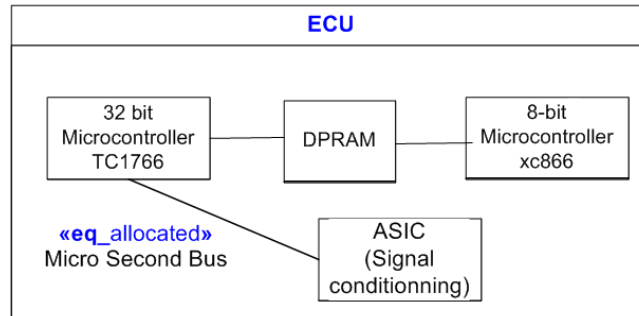 ECU
32 bit
Microcontroller
TC1766
DPRAM
8-bit
Microcontroller
xc866
«eq_allocated»
Micro Second Bus
ASIC
(Signal
conditionning)